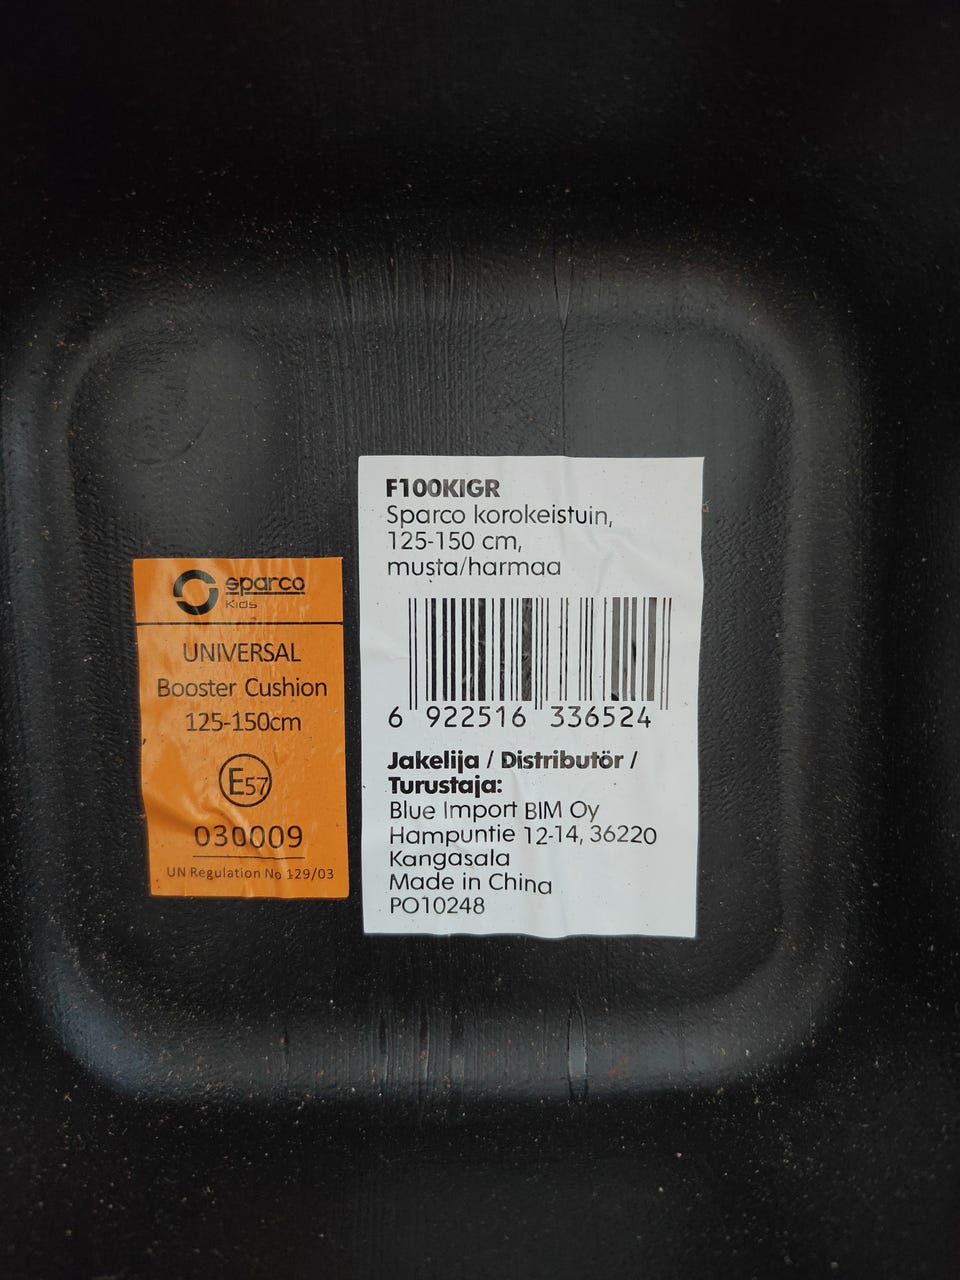 sparco
Kids
UNIVERSAL
Booster Cushion
125-150cm
E57
030009
UN Regulation No 129/03
F100KIGR
Sparco korokeistuin,
125-150 cm,
musta/harmaa
6 922516 336524
Jakelija / Distributör /
Turustaja:
Blue Import BIM Oy
Hampuntie 12-14, 36220
Kangasala
Made in China
PO10248